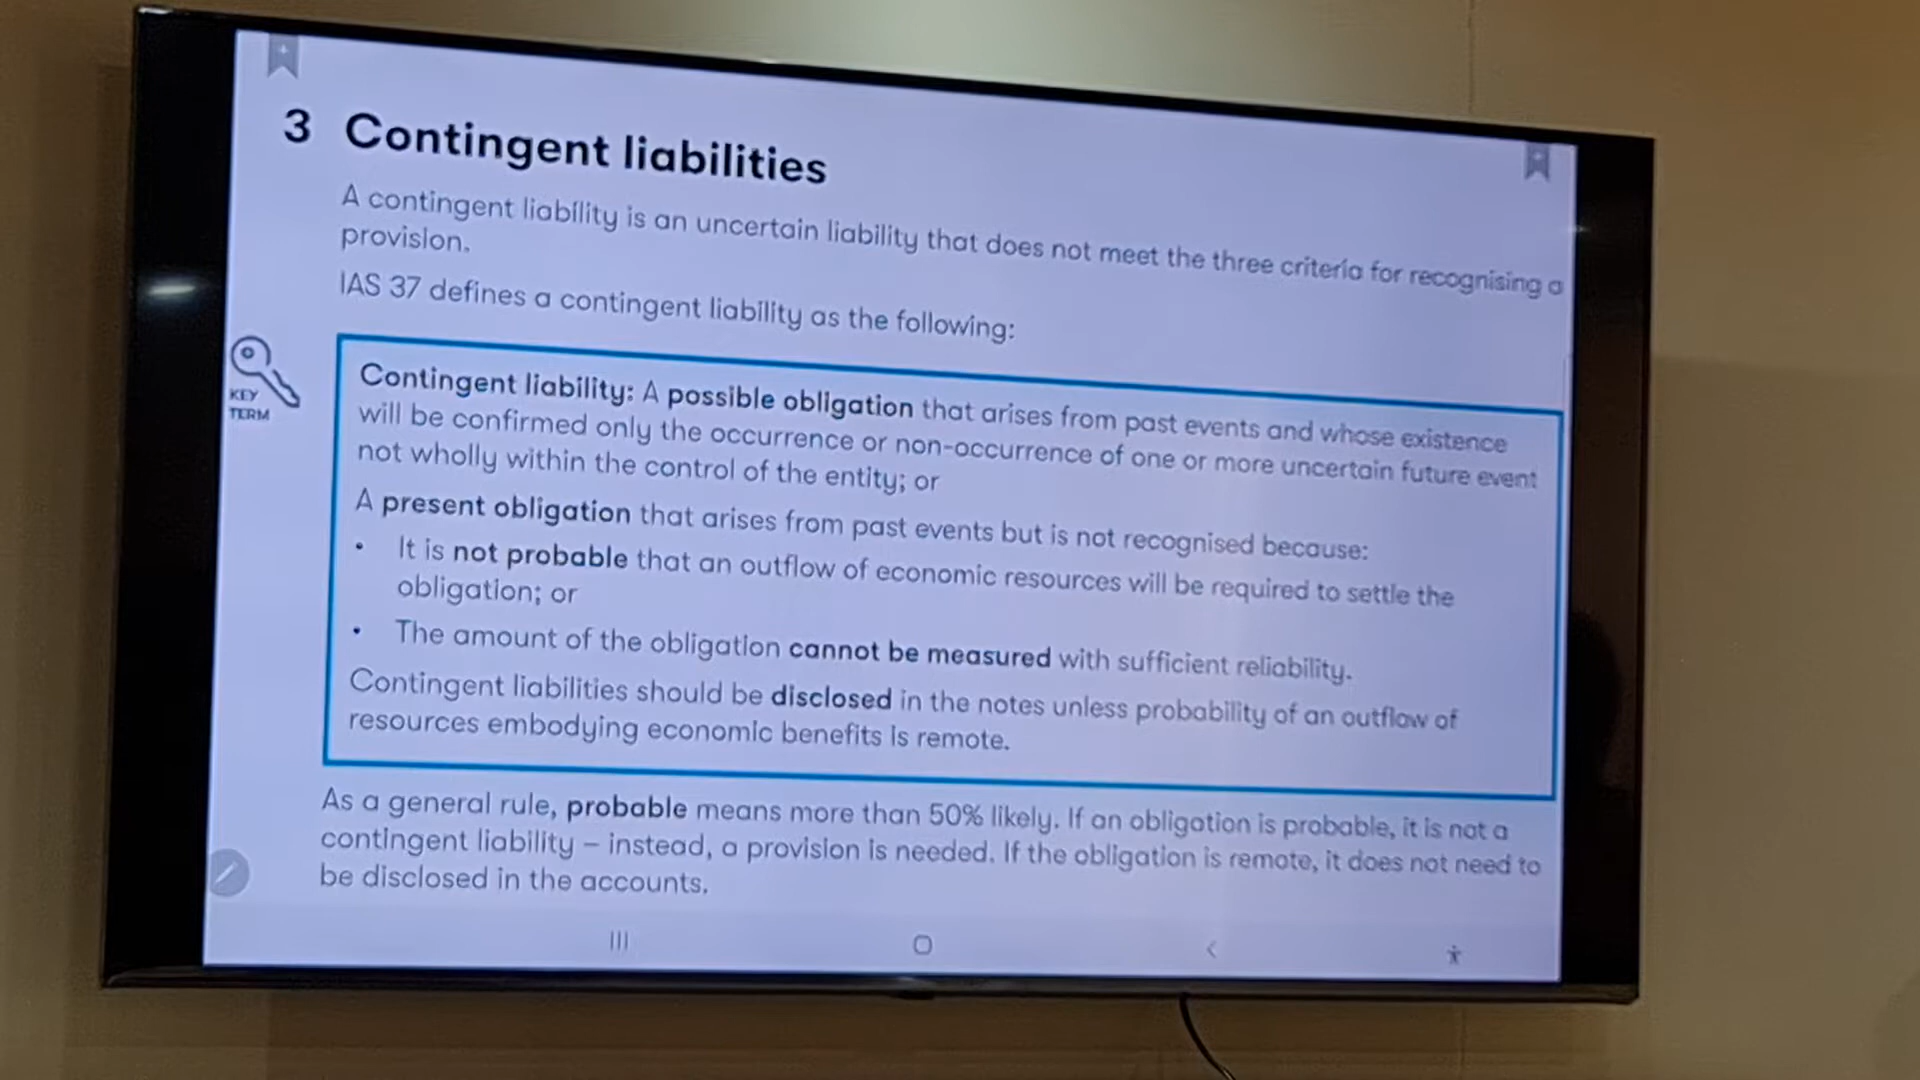 3 Contingent liabilities
A contingent liability is an uncertain liability that does not meet the three criteria for recognising a
provision.
IAS 37 defines a contingent liability as the following:
KEY
TERM
Contingent liability: A possible obligation that arises from past events and whose existence
will be confirmed only the occurrence or non-occurrence of one or more uncertain future event
not wholly within the control of the entity; or
A present obligation that arises from past events but is not recognised because:
• It is not probable that an outflow of economic resources will be required to settle the
obligation; or
• The amount of the obligation cannot be measured with sufficient reliability.
Contingent liabilities should be disclosed in the notes unless probability of an outflow of
resources embodying economic benefits is remote.
As a general rule, probable means more than 50% likely. If an obligation is probable, it is not a
contingent liability – instead, a provision is needed. If the obligation is remote, it does not need to
be disclosed in the accounts.